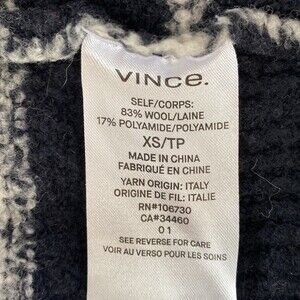 VINCE.
SELF/CORPS:
83% WOOL/LAINE
17% POLYAMIDE/POLYAMIDE
XS/TP
MADE IN CHINA
FABRIQUÉ EN CHINE
YARN ORIGIN: ITALY
ORIGINE DE FIL: ITALIE
RN#106730
CA#34460
0 1
SEE REVERSE FOR CARE
VOIR AU VERSO POUR LES SOINS